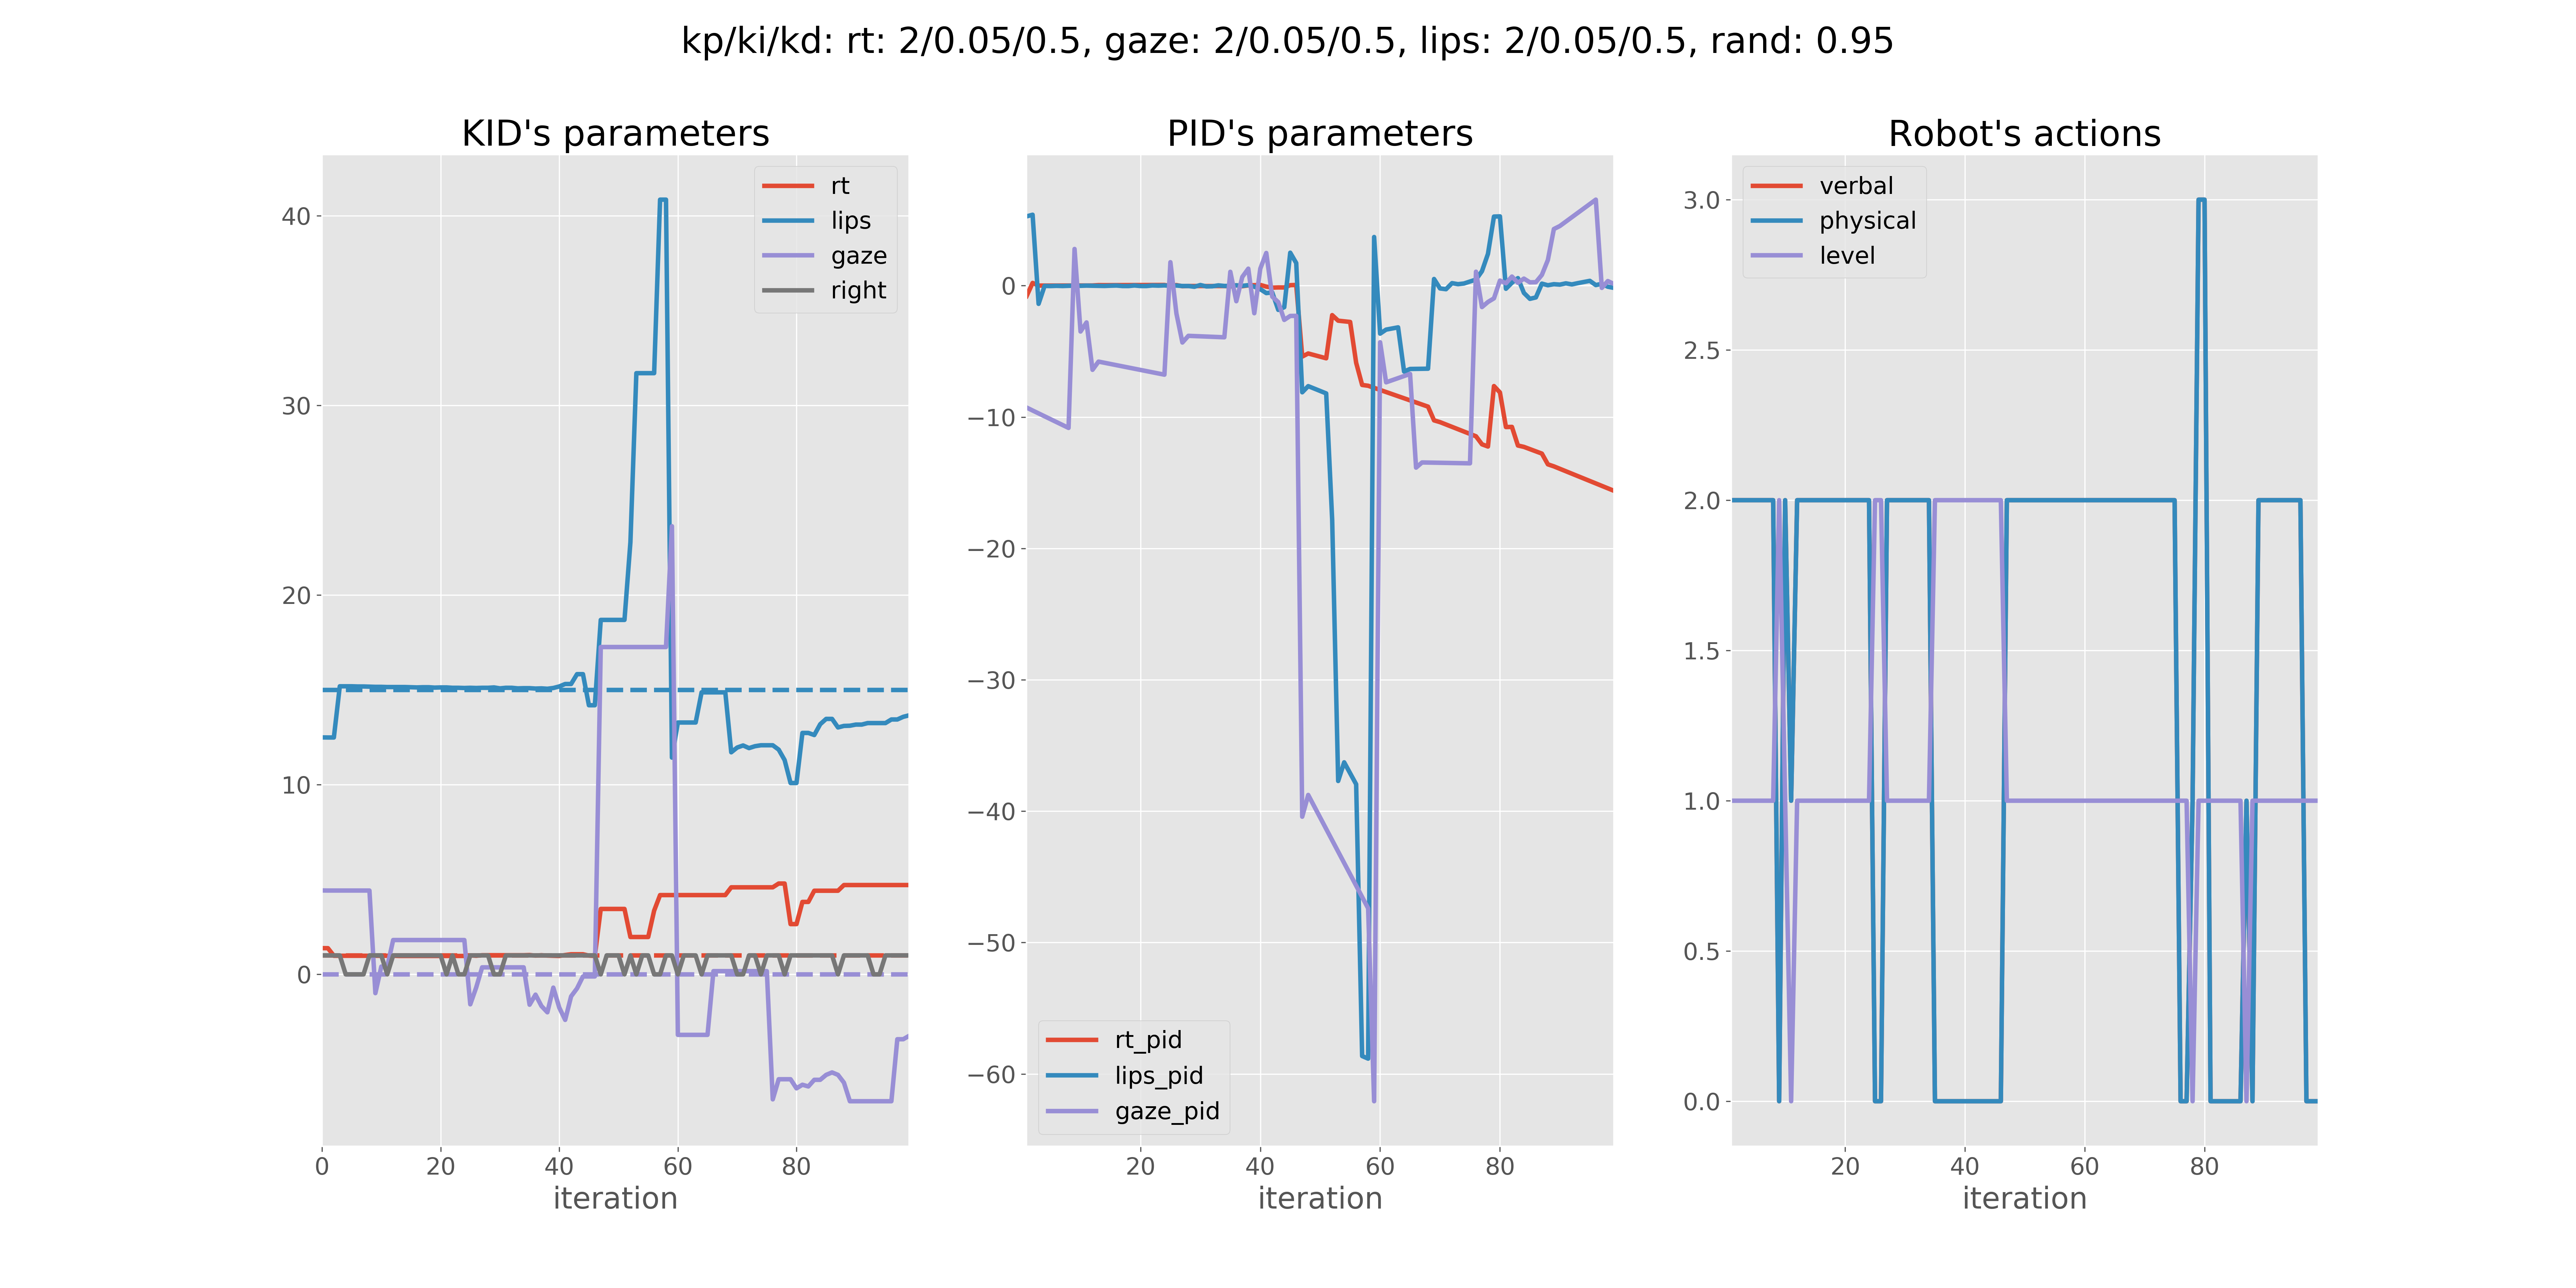 kp/ki/kd: rt: 2/0.05/0.5, gaze: 2/0.05/0.5, lips: 2/0.05/0.5, rand: 0.95
KID's parameters
40
30
20
10
0
0 20 40 60 80
iteration
rt
lips
gaze
right
PID's parameters
0
−10
−20
−30
−40
−50
−60
20 40 60 80
iteration
rt_pid
lips_pid
gaze_pid
Robot's actions
3.0
2.5
2.0
1.5
1.0
0.5
0.0
20 40 60 80
iteration
verbal
physical
level